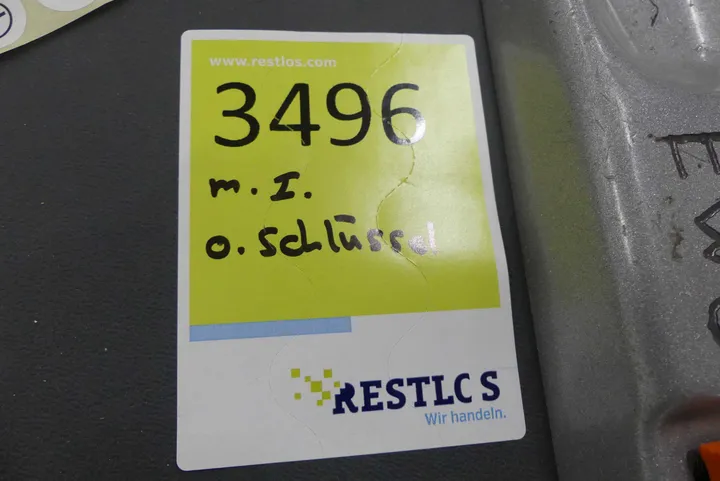 www.restlos.com
3496
m. I.
o. Schlüssel
RESTLOS
Wir handeln.